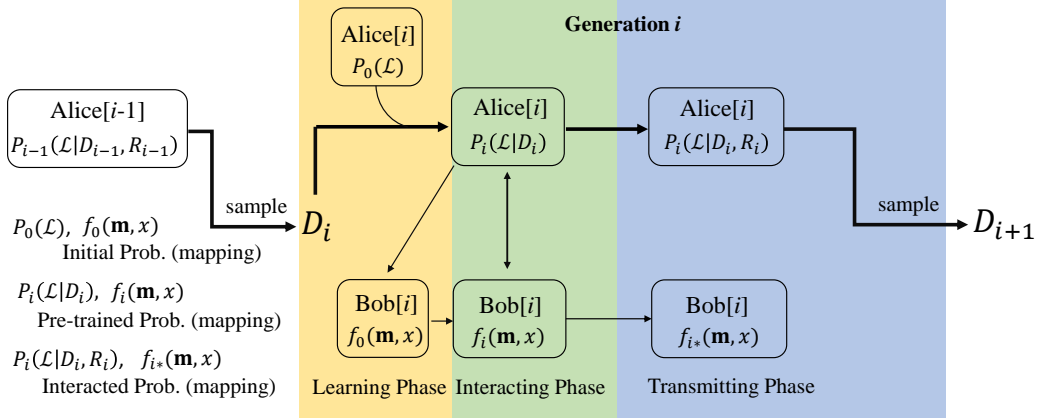 Generation i
Alice[i]
P₀(ℒ)
Alice[i-1]
Pᵢ₋₁(ℒ|Dᵢ₋₁, Rᵢ₋₁)
Alice[i]
Pᵢ(ℒ|Dᵢ)
Alice[i]
Pᵢ(ℒ|Dᵢ, Rᵢ)
sample
Dᵢ
sample
Dᵢ₊₁
P₀(ℒ), f₀(𝐦, x)
Initial Prob. (mapping)
Pᵢ(ℒ|Dᵢ), fᵢ(𝐦, x)
Pre-trained Prob. (mapping)
Pᵢ(ℒ|Dᵢ, Rᵢ), fᵢ⁎(𝐦, x)
Interacted Prob. (mapping)
Bob[i]
f₀(𝐦, x)
Bob[i]
fᵢ(𝐦, x)
Bob[i]
fᵢ⁎(𝐦, x)
Learning Phase
Interacting Phase
Transmitting Phase